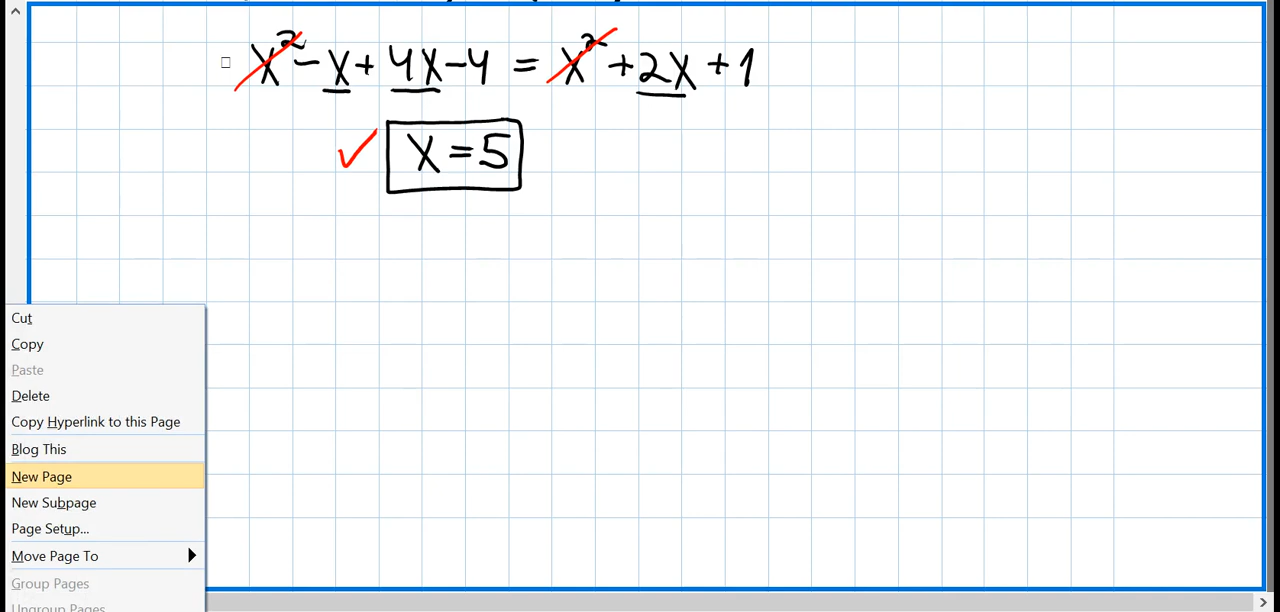 x² - x + 4x - 4 = x² + 2x + 1
x = 5
Cut
Copy
Paste
Delete
Copy Hyperlink to this Page
Blog This
New Page
New Subpage
Page Setup...
Move Page To
Group Pages
Ungroup Pages